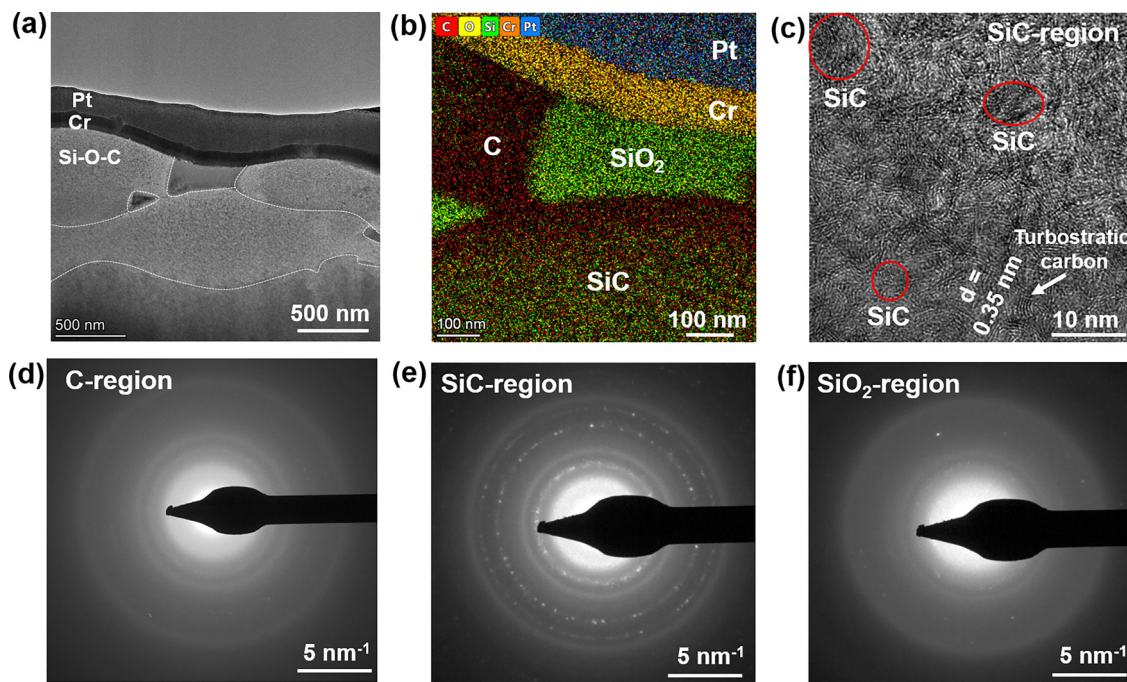 (a)
Pt
Cr
Si-O-C
500 nm
500 nm
(b)
C O Si Cr Pt
Pt
Cr
C
SiO₂
SiC
100 nm
100 nm
(c)
SiC-region
SiC
SiC
Turbostratic
carbon
d =
0.35 nm
SiC
10 nm
(d)
C-region
5 nm⁻¹
(e)
SiC-region
5 nm⁻¹
(f)
SiO₂-region
5 nm⁻¹